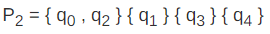 P₂ = { q₀ , q₂ } { q₁ } { q₃ } { q₄ }